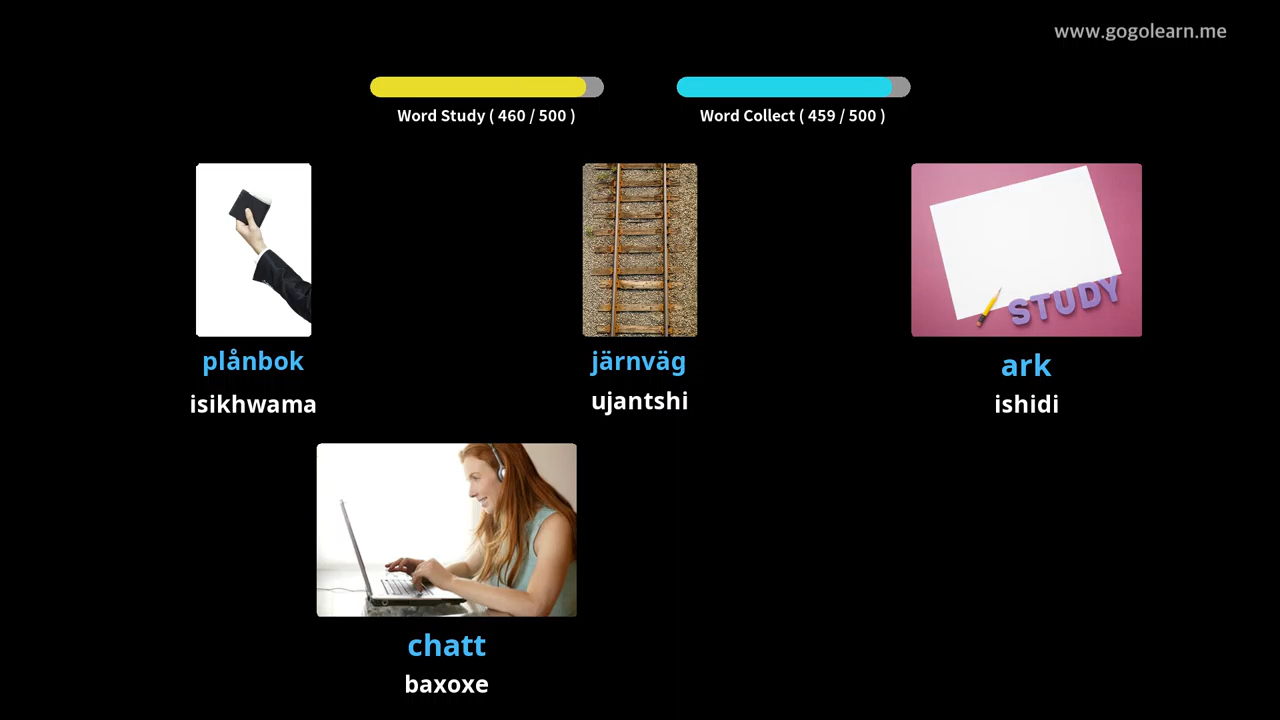 www.gogolearn.me
Word Study ( 460 / 500 )
Word Collect ( 459 / 500 )
STUDY
plånbok
järnväg
ark
isikhwama
ujantshi
ishidi
chatt
baxoxe